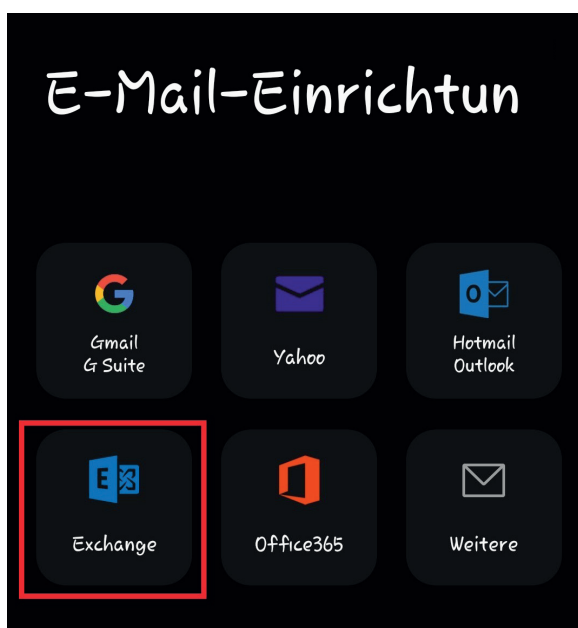 E-Mail-Einrichtun
Gmail
G Suite
Yahoo
Hotmail
Outlook
Exchange
Office365
Weitere